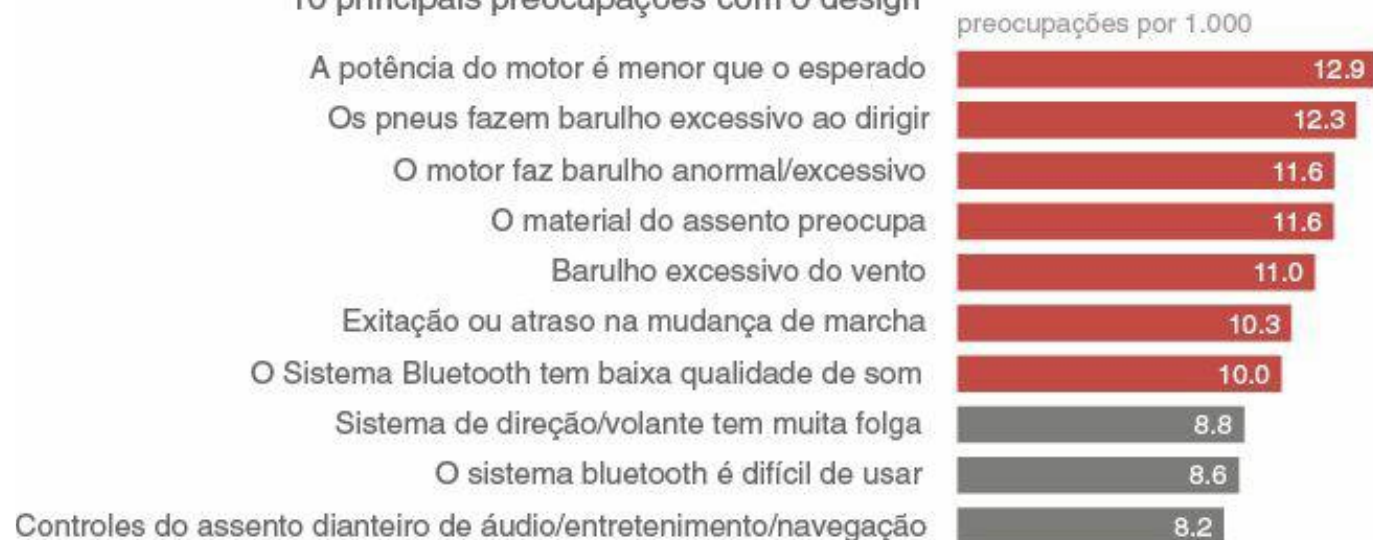 10 principais preocupações com o design
preocupações por 1.000
A potência do motor é menor que o esperado 12.9
Os pneus fazem barulho excessivo ao dirigir 12.3
O motor faz barulho anormal/excessivo 11.6
O material do assento preocupa 11.6
Barulho excessivo do vento 11.0
Exitação ou atraso na mudança de marcha 10.3
O Sistema Bluetooth tem baixa qualidade de som 10.0
Sistema de direção/volante tem muita folga 8.8
O sistema bluetooth é difícil de usar 8.6
Controles do assento dianteiro de áudio/entretenimento/navegação 8.2